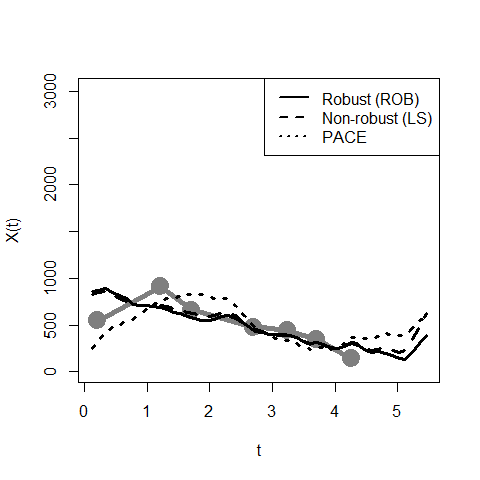 Robust (ROB)
Non-robust (LS)
PACE
X(t)
3000
2000
1000
500
0
0 1 2 3 4 5
t